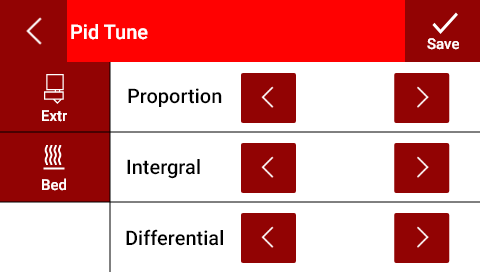 Pid Tune
Save
Extr
Proportion
Bed
Intergral
Differential